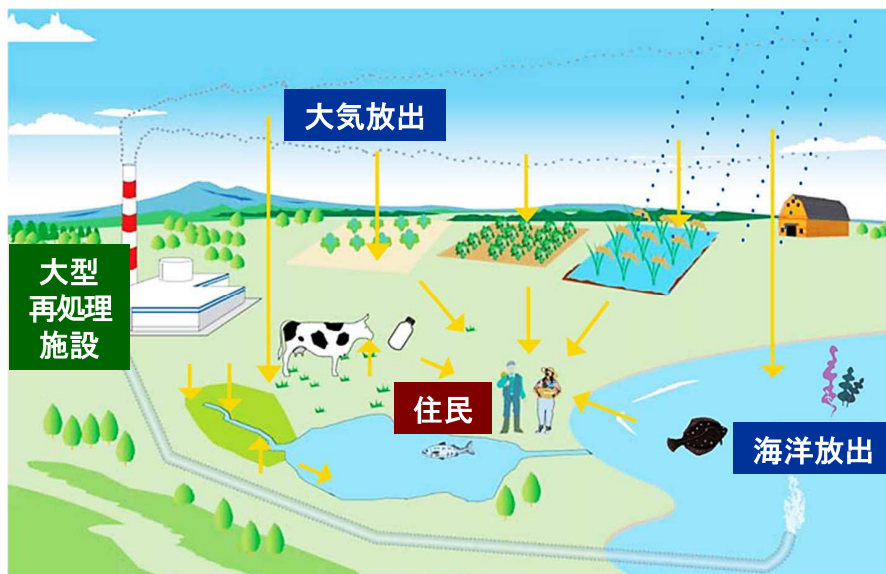 大気放出
大型
再処理
施設
住民
海洋放出